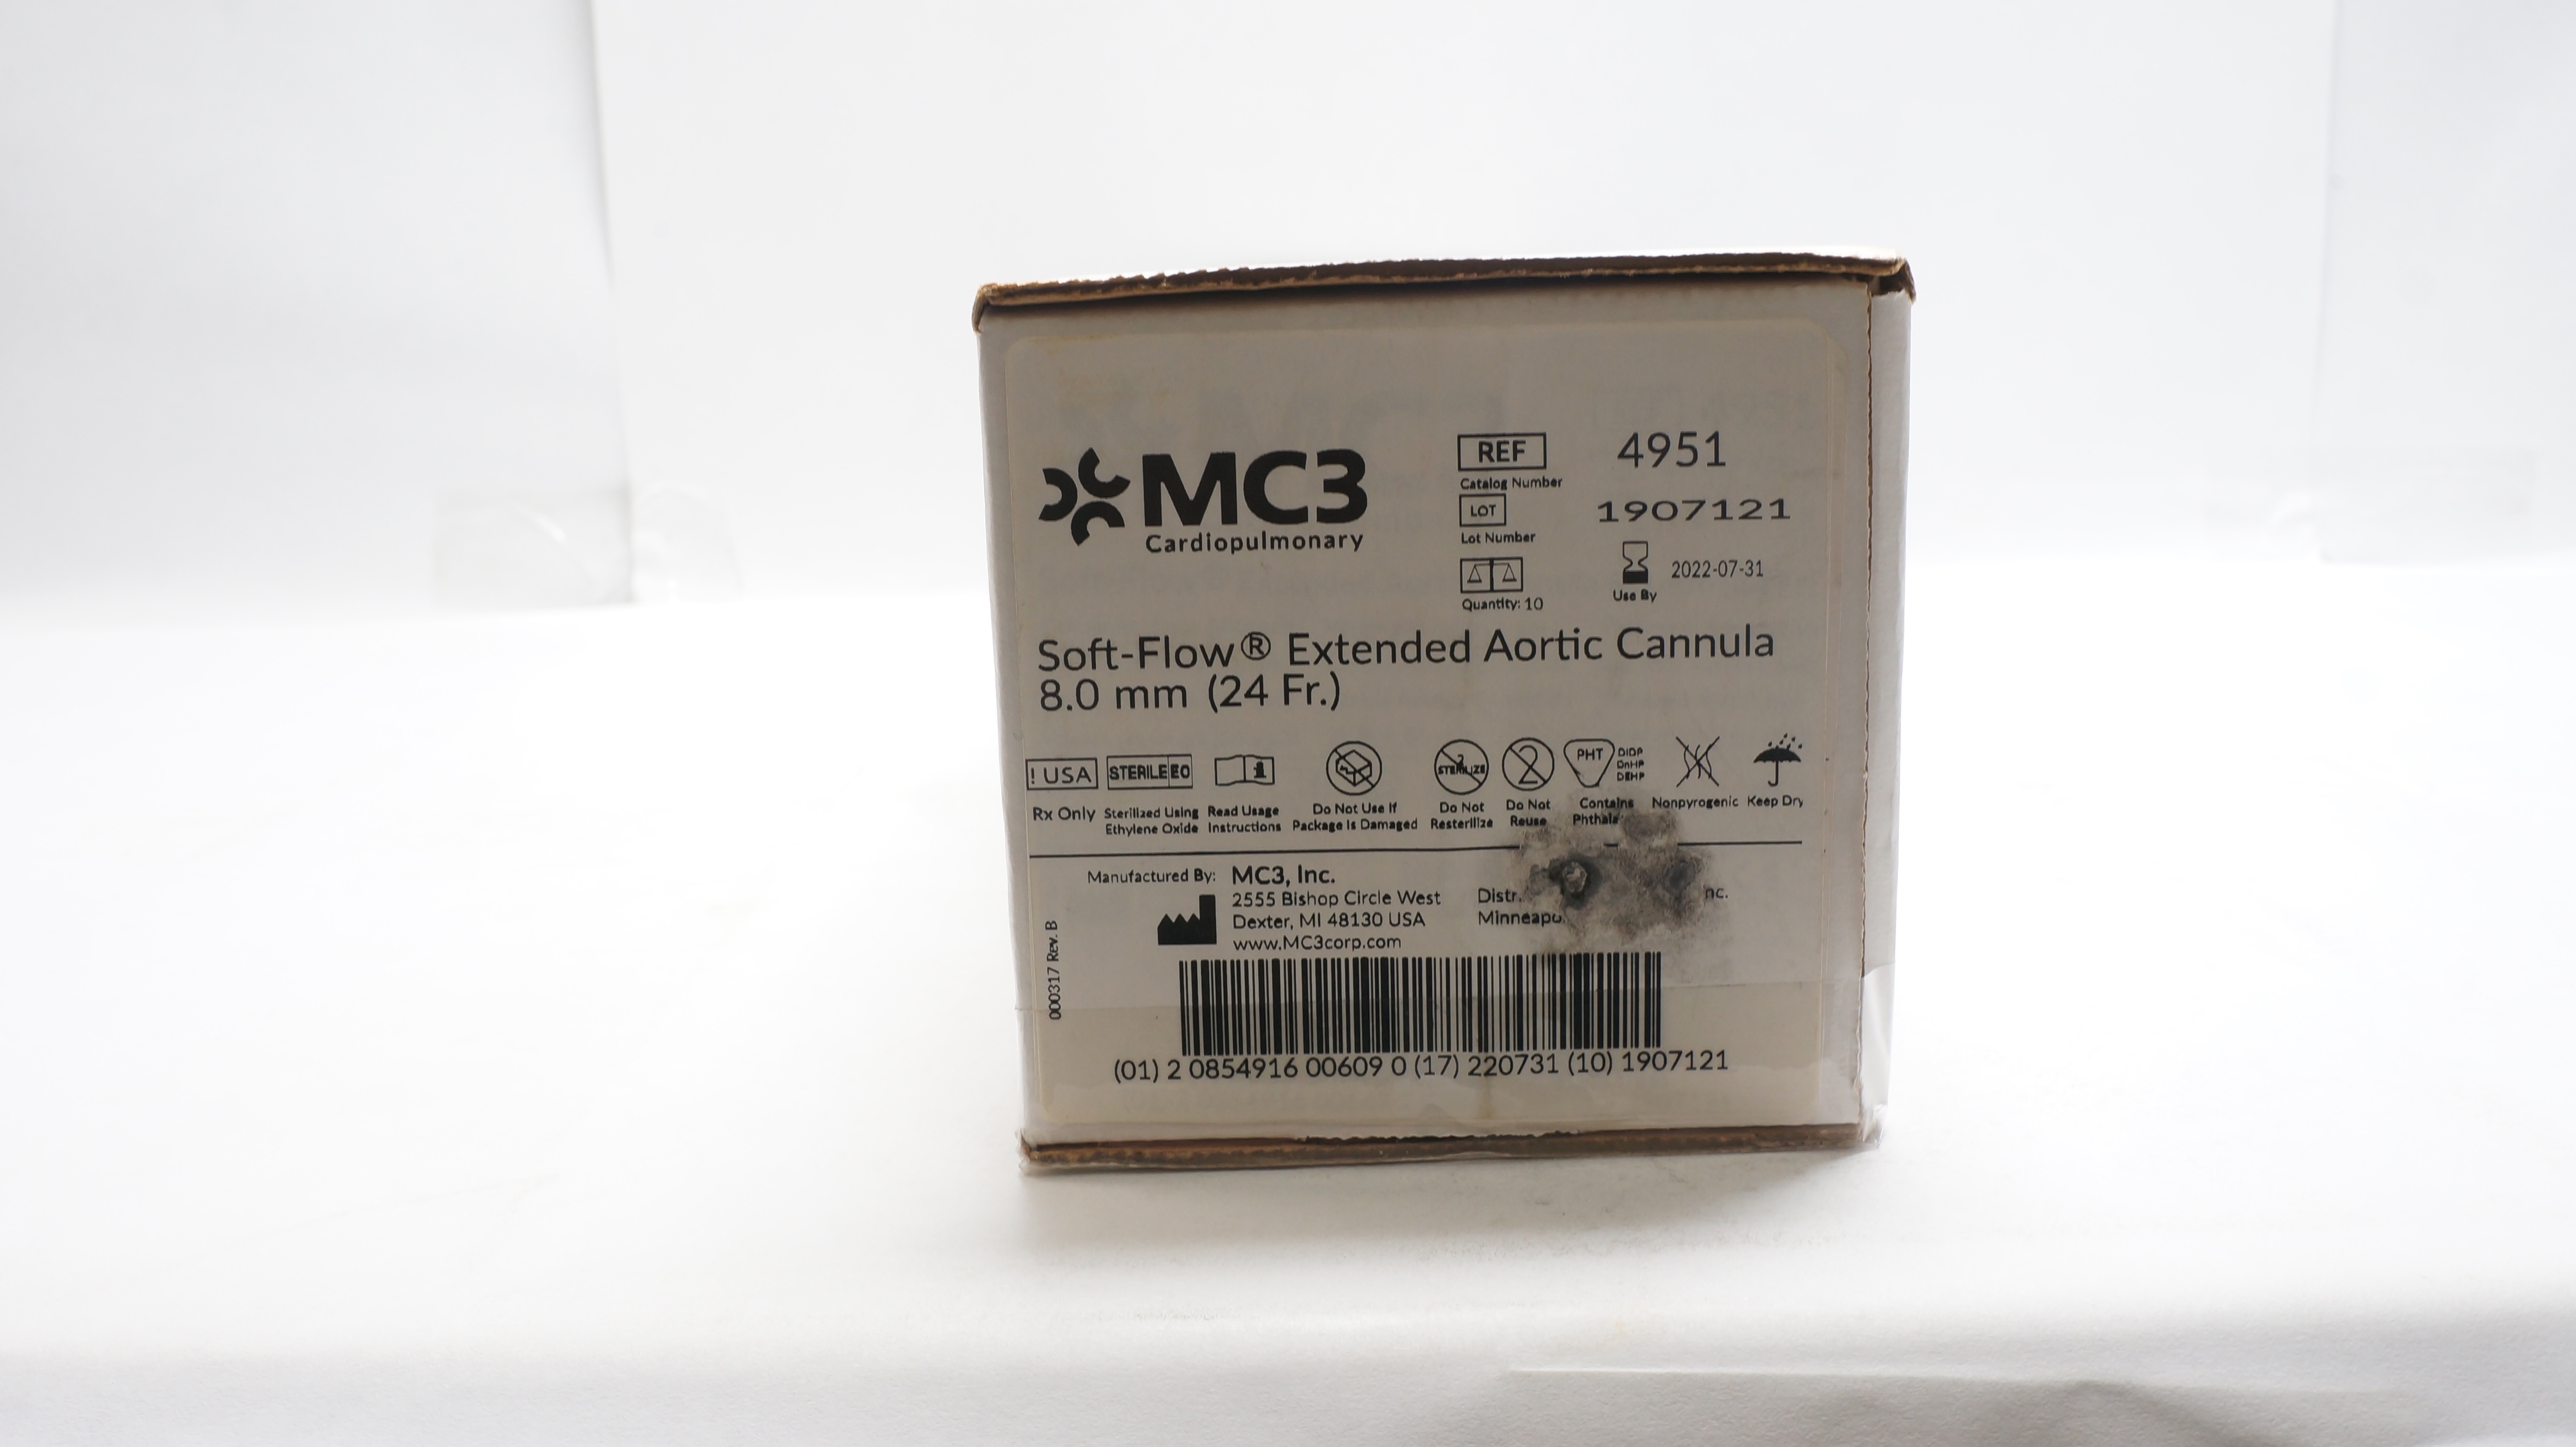 MC3
Cardiopulmonary
REF 4951
Catalog Number
LOT 1907121
Lot Number
2022-07-31
Quantity: 10 Use By
Soft-Flow® Extended Aortic Cannula
8.0 mm (24 Fr.)
! USA STERILE EO i STERILIZE 2 PHT DIDP
DnHP
DEHP
Rx Only
Sterilized Using
Ethylene Oxide
Read Usage
Instructions
Do Not Use If
Package Is Damaged
Do Not
Resterilize
Do Not
Reuse
Contains
Nonpyrogenic
Keep Dry
Manufactured By: MC3, Inc.
2555 Bishop Circle West
Dexter, MI 48130 USA
www.MC3corp.com
000317 Rev. B
(01) 2 0854916 00609 0 (17) 220731 (10) 1907121